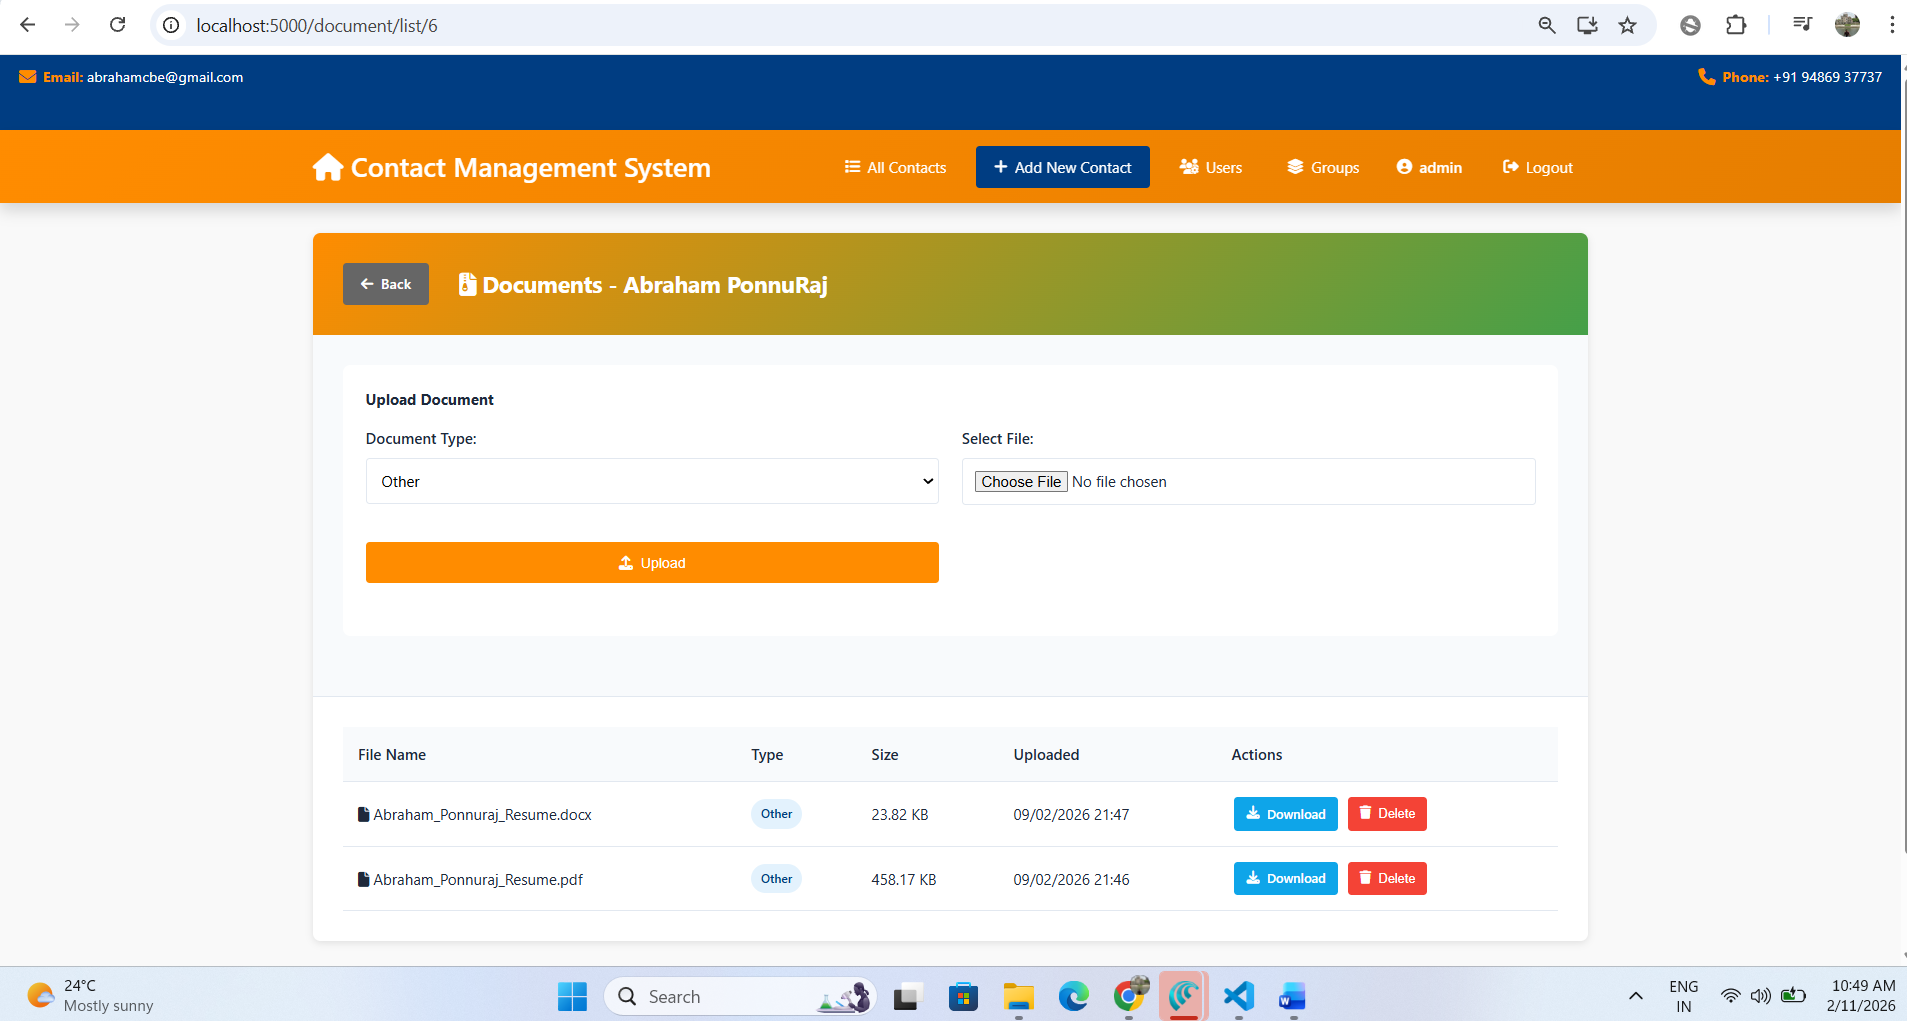 localhost:5000/document/list/6
Email: abrahamcbe@gmail.com
Phone: +91 94869 37737
Contact Management System
All Contacts
Add New Contact
Users
Groups
admin
Logout
Back
Documents - Abraham PonnuRaj
Upload Document
Document Type:
Select File:
Other
Choose File No file chosen
Upload
File Name Type Size Uploaded Actions
Abraham_Ponnuraj_Resume.docx Other 23.82 KB 09/02/2026 21:47 Download Delete
Abraham_Ponnuraj_Resume.pdf Other 458.17 KB 09/02/2026 21:46 Download Delete
24°C
Mostly sunny
Search
ENG
IN
10:49 AM
2/11/2026